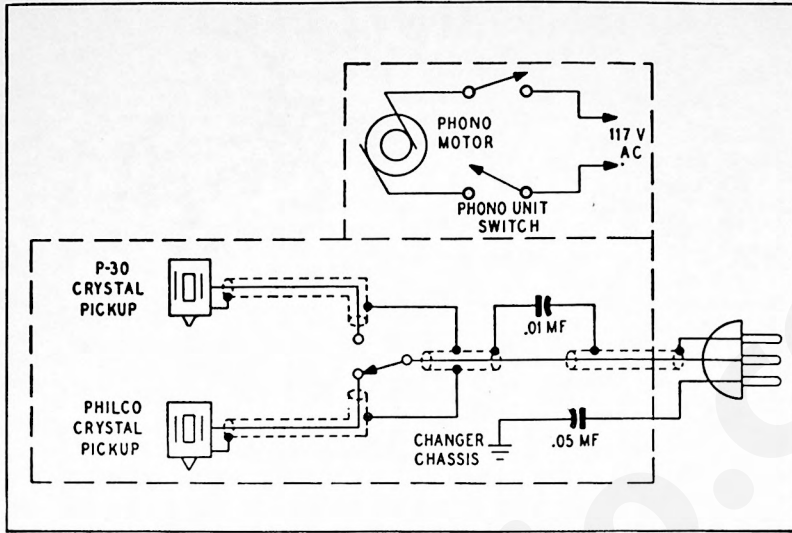 PHONO
MOTOR
117 V
AC
PHONO UNIT
SWITCH
P-30
CRYSTAL
PICKUP
.01 MF
PHILCO
CRYSTAL
PICKUP
CHANGER
CHASSIS
.05 MF